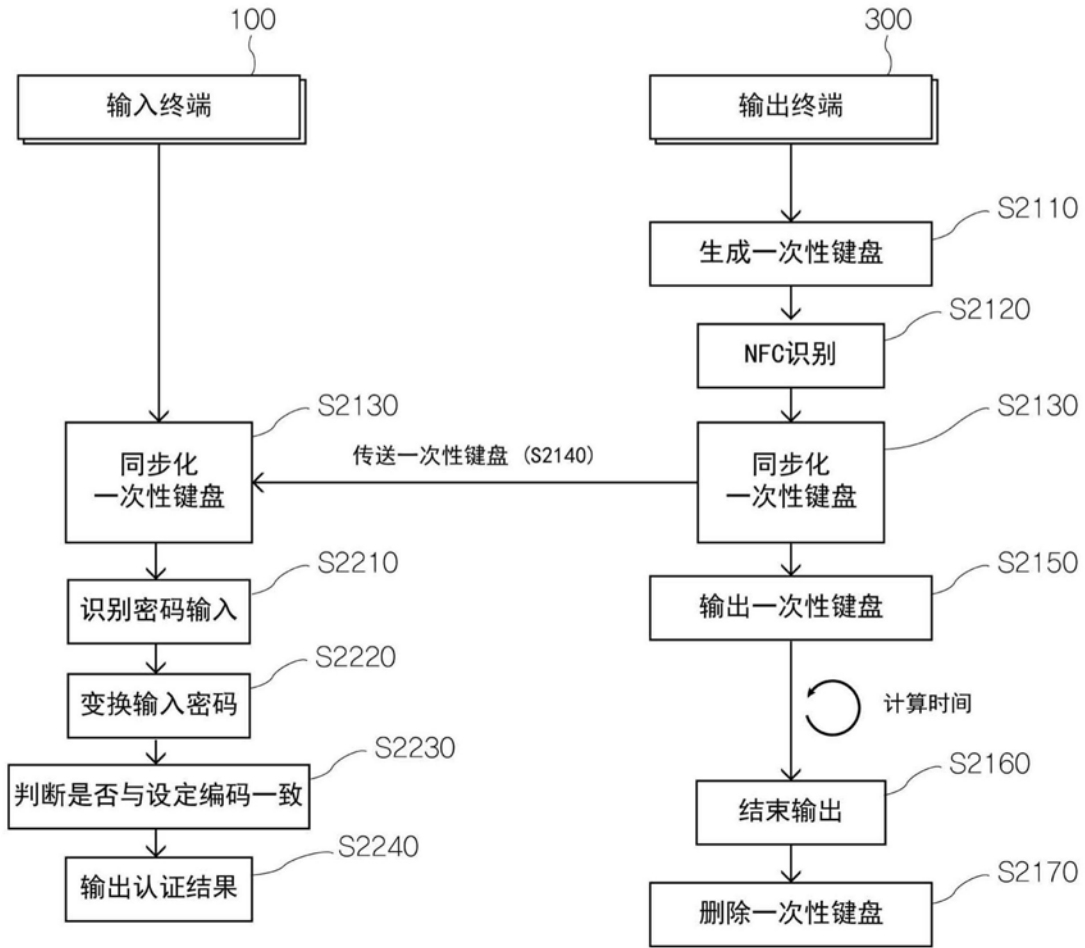 100
300
输入终端
输出终端
S2110
生成一次性键盘
S2120
NFC识别
S2130
S2130
同步化
一次性键盘
传送一次性键盘 (S2140)
同步化
一次性键盘
S2210
S2150
识别密码输入
输出一次性键盘
S2220
变换输入密码
计算时间
S2230
判断是否与设定编码一致
S2160
结束输出
S2240
输出认证结果
S2170
删除一次性键盘